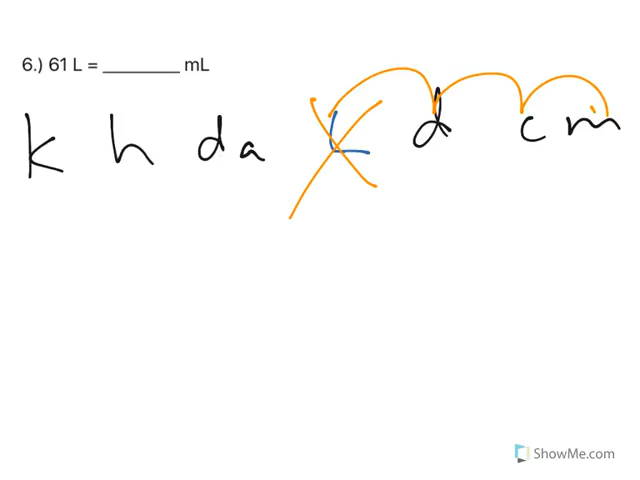 6.) 61 L = ________ mL
k h da L d c m
ShowMe.com